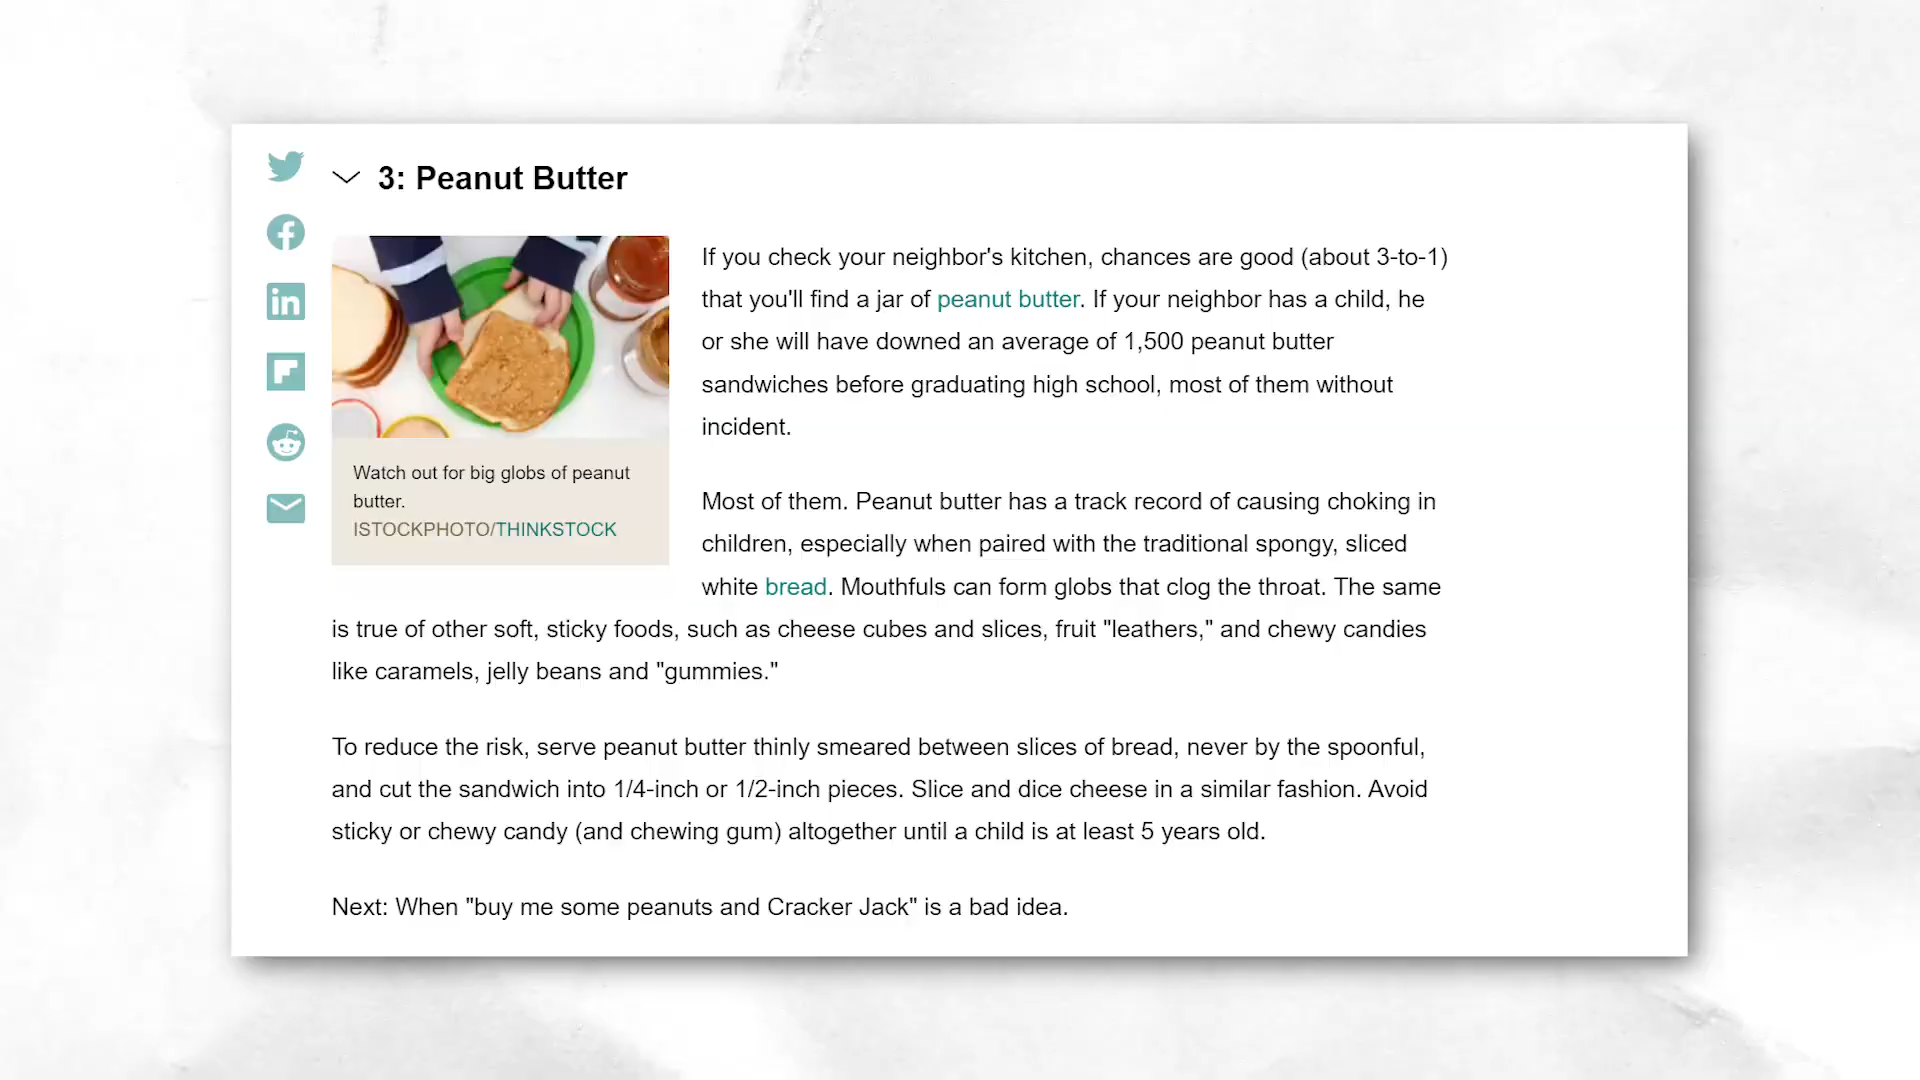 3: Peanut Butter
If you check your neighbor's kitchen, chances are good (about 3-to-1)
that you'll find a jar of peanut butter. If your neighbor has a child, he
or she will have downed an average of 1,500 peanut butter
sandwiches before graduating high school, most of them without
incident.
Watch out for big globs of peanut
butter.
ISTOCKPHOTO/THINKSTOCK
Most of them. Peanut butter has a track record of causing choking in
children, especially when paired with the traditional spongy, sliced
white bread. Mouthfuls can form globs that clog the throat. The same
is true of other soft, sticky foods, such as cheese cubes and slices, fruit "leathers," and chewy candies
like caramels, jelly beans and "gummies."
To reduce the risk, serve peanut butter thinly smeared between slices of bread, never by the spoonful,
and cut the sandwich into 1/4-inch or 1/2-inch pieces. Slice and dice cheese in a similar fashion. Avoid
sticky or chewy candy (and chewing gum) altogether until a child is at least 5 years old.
Next: When "buy me some peanuts and Cracker Jack" is a bad idea.